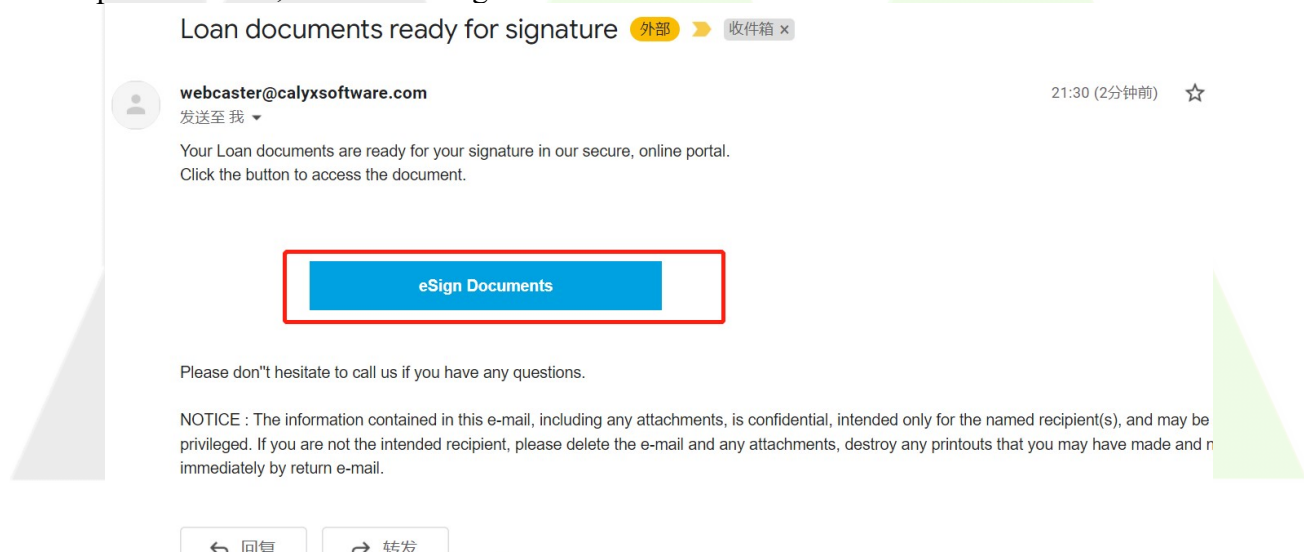 Loan documents ready for signature 外部 收件箱 ×
webcaster@calyxsoftware.com 21:30 (2分钟前)
发送至 我
Your Loan documents are ready for your signature in our secure, online portal.
Click the button to access the document.
eSign Documents
Please don"t hesitate to call us if you have any questions.
NOTICE : The information contained in this e-mail, including any attachments, is confidential, intended only for the named recipient(s), and may be
privileged. If you are not the intended recipient, please delete the e-mail and any attachments, destroy any printouts that you may have made and
immediately by return e-mail.
回复 转发